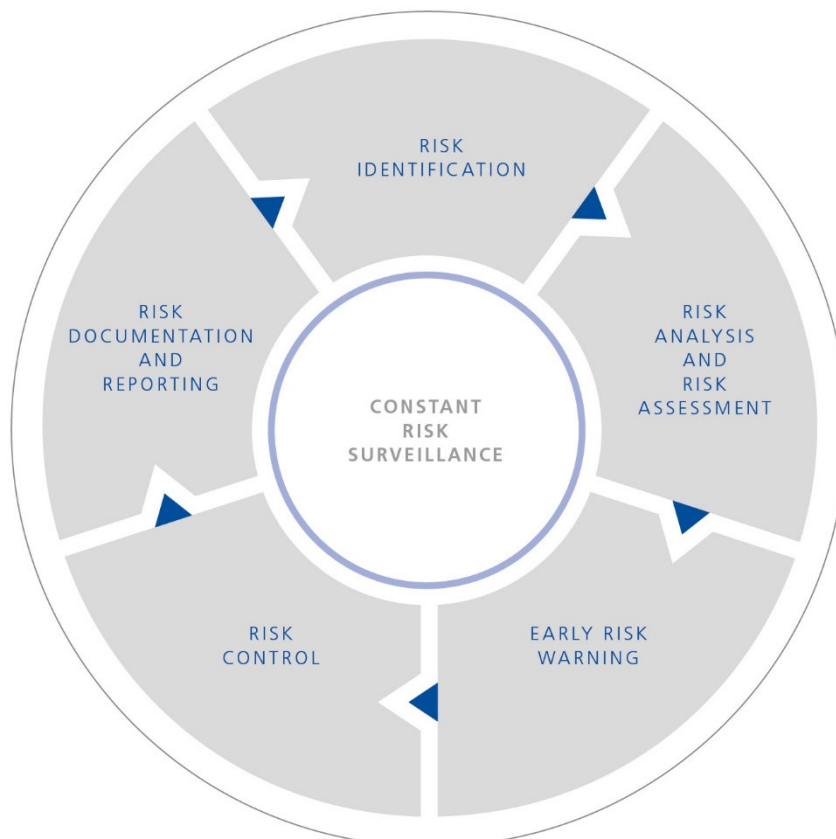 RISK
IDENTIFICATION
RISK
ANALYSIS
AND
RISK
ASSESSMENT
EARLY RISK
WARNING
RISK
CONTROL
RISK
DOCUMENTATION
AND
REPORTING
CONSTANT
RISK
SURVEILLANCE